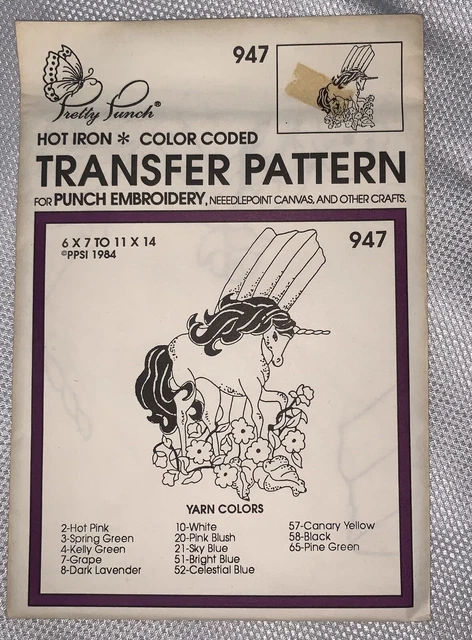 947
Pretty Punch®
HOT IRON * COLOR CODED
TRANSFER PATTERN
FOR PUNCH EMBROIDERY, NEEEDLEPOINT CANVAS, AND OTHER CRAFTS.
6 X 7 TO 11 X 14
©PPSI 1984
947
YARN COLORS
2-Hot Pink
3-Spring Green
4-Kelly Green
7-Grape
8-Dark Lavender
10-White
20-Pink Blush
21-Sky Blue
51-Bright Blue
52-Celestial Blue
57-Canary Yellow
58-Black
65-Pine Green